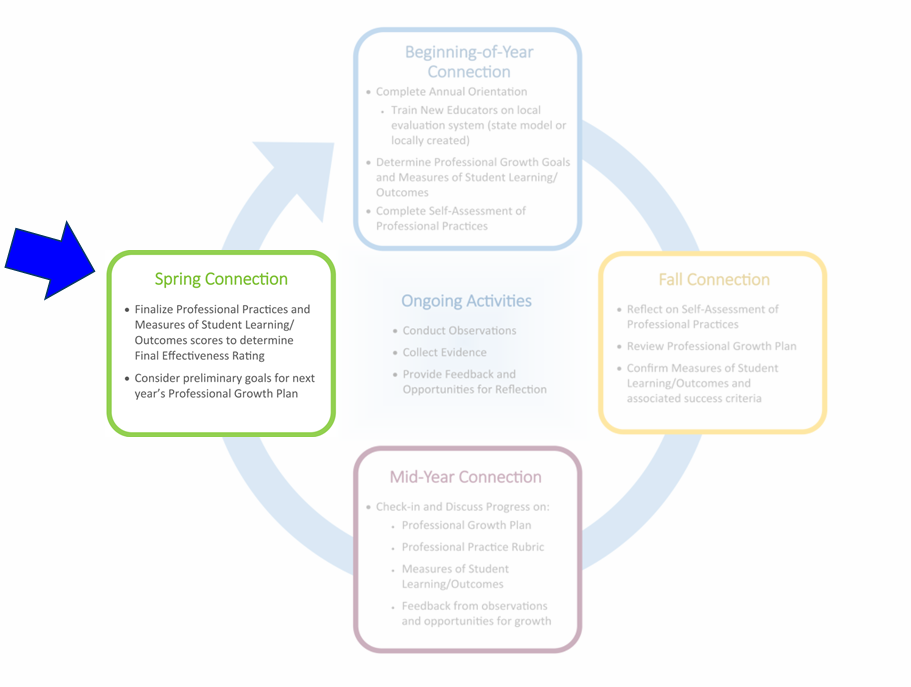 Beginning-of-Year
Connection
• Complete Annual Orientation
• Train New Educators on local
evaluation system (state model or
locally created)
• Determine Professional Growth Goals
and Measures of Student Learning/
Outcomes
• Complete Self-Assessment of
Professional Practices
Spring Connection
• Finalize Professional Practices and
Measures of Student Learning/
Outcomes scores to determine
Final Effectiveness Rating
• Consider preliminary goals for next
year's Professional Growth Plan
Ongoing Activities
• Conduct Observations
• Collect Evidence
• Provide Feedback and
Opportunities for Reflection
Fall Connection
• Reflect on Self-Assessment of
Professional Practices
• Review Professional Growth Plan
• Confirm Measures of Student
Learning/Outcomes and
associated success criteria
Mid-Year Connection
• Check-in and Discuss Progress on:
• Professional Growth Plan
• Professional Practice Rubric
• Measures of Student
Learning/Outcomes
• Feedback from observations
and opportunities for growth